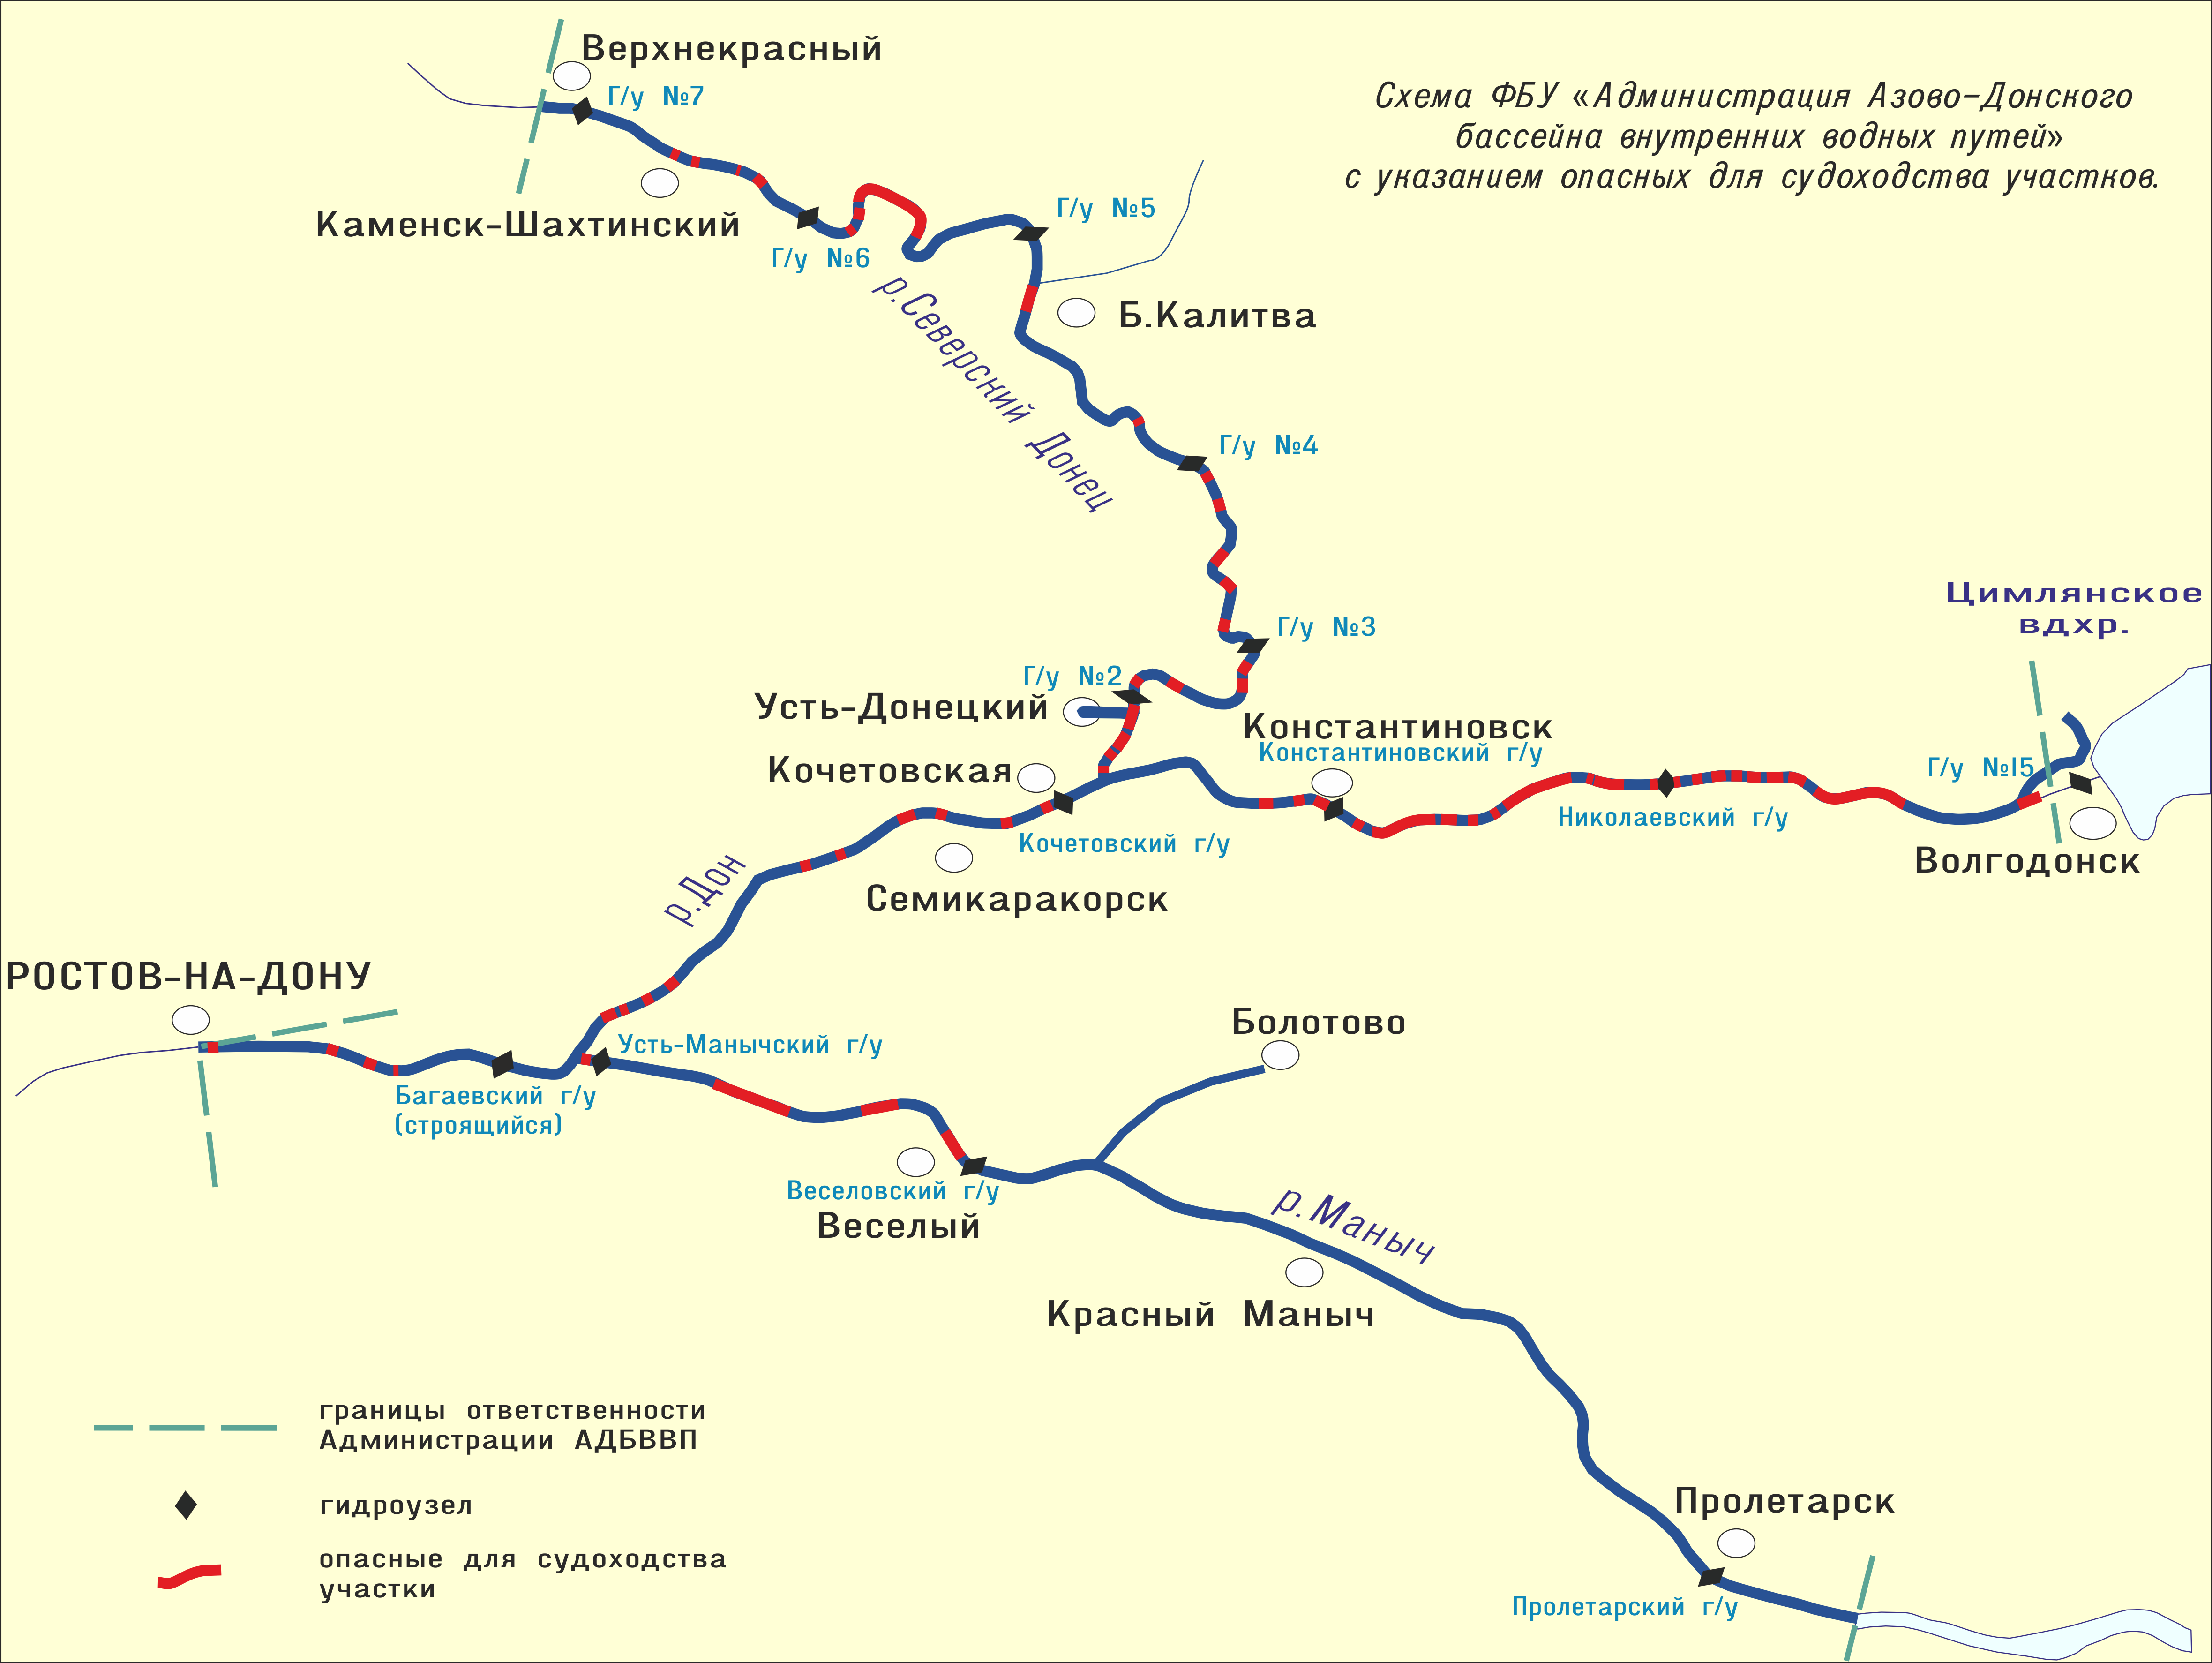 Верхнекрасный
Г/у №7
Схема ФБУ «Администрация Азово-Донского
бассейна внутренних водных путей»
с указанием опасных для судоходства участков.
Каменск-Шахтинский
Г/у №6
Г/у №5
р.Северский Донец
Б.Калитва
Г/у №4
Цимлянское
вдхр.
Г/у №3
Г/у №2
Усть-Донецкий
Константиновск
Константиновский г/у
Кочетовская
Г/у №15
Николаевский г/у
Кочетовский г/у
Волгодонск
р.Дон
Семикаракорск
РОСТОВ-НА-ДОНУ
Болотово
Усть-Манычский г/у
Багаевский г/у
(строящийся)
Веселовский г/у
Веселый
р.Маныч
Красный Маныч
границы ответственности
Администрации АДБВВП
гидроузел
опасные для судоходства
участки
Пролетарск
Пролетарский г/у